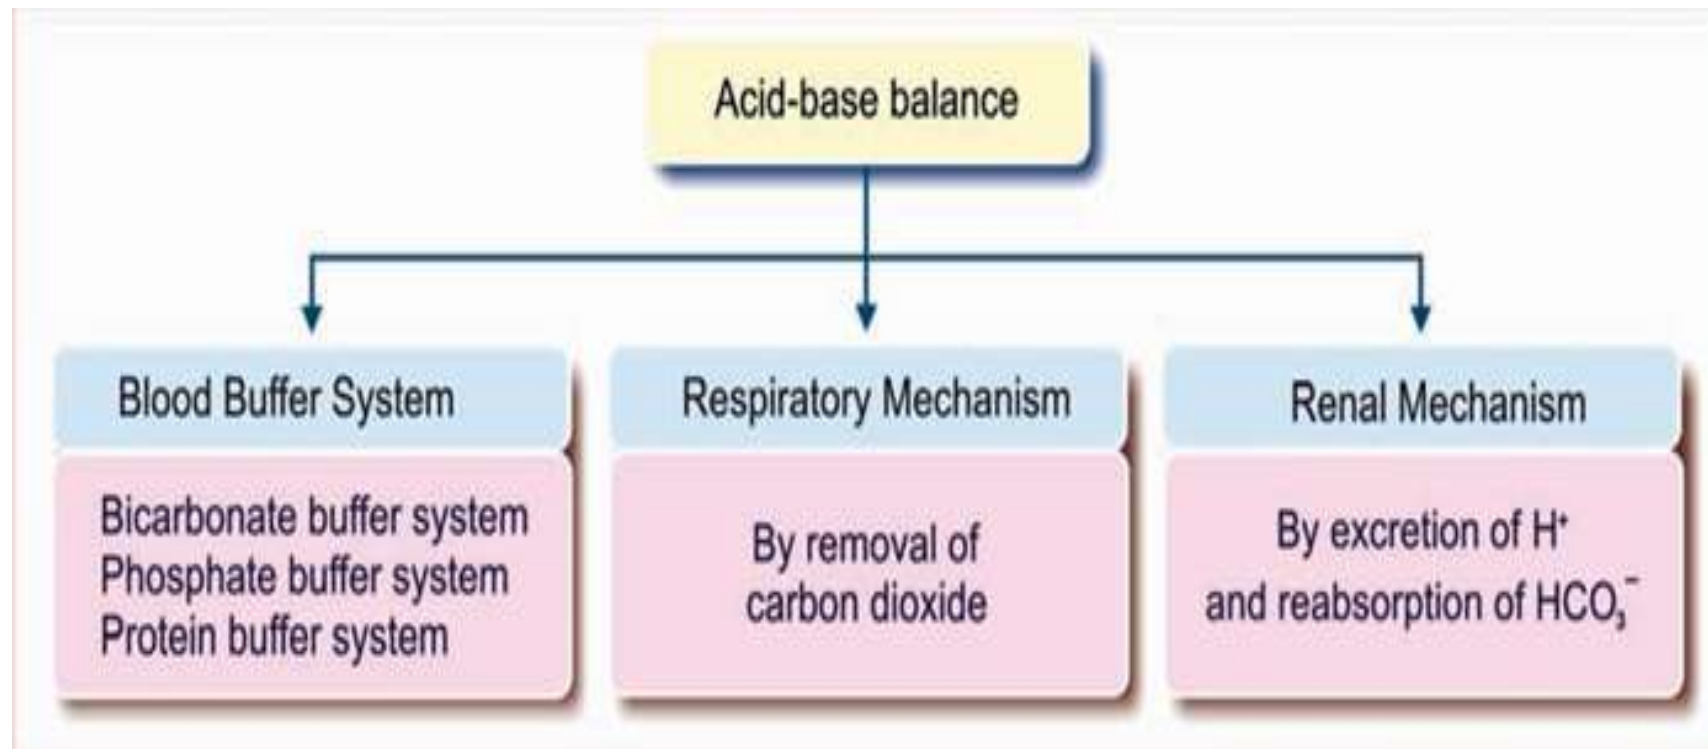 Acid-base balance
Blood Buffer System
Bicarbonate buffer system
Phosphate buffer system
Protein buffer system
Respiratory Mechanism
By removal of
carbon dioxide
Renal Mechanism
By excretion of H⁺
and reabsorption of HCO₃⁻